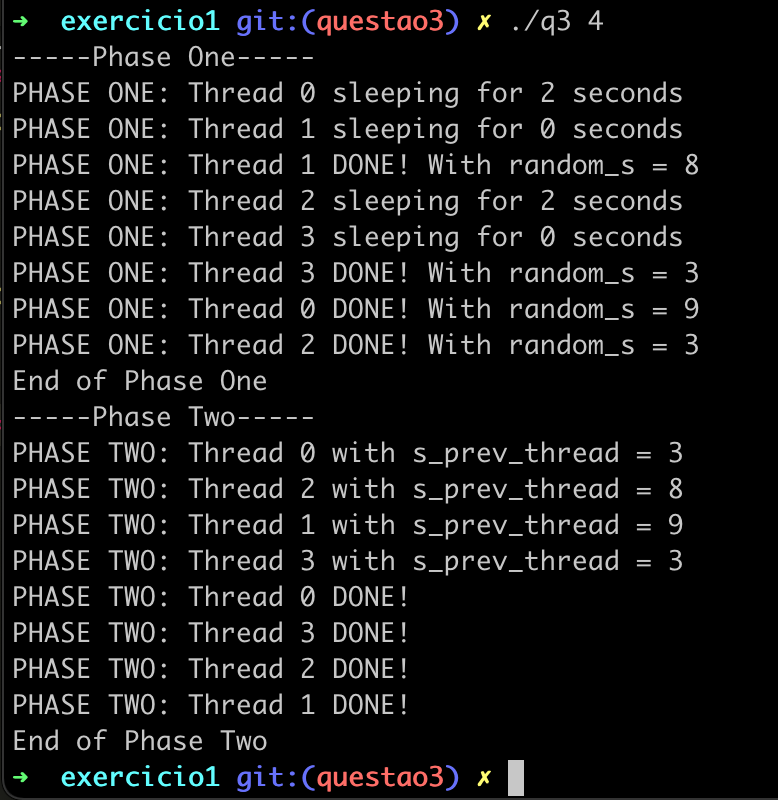 ➜  exercicio1 git:(questao3) ✗ ./q3 4
-----Phase One-----
PHASE ONE: Thread 0 sleeping for 2 seconds
PHASE ONE: Thread 1 sleeping for 0 seconds
PHASE ONE: Thread 1 DONE! With random_s = 8
PHASE ONE: Thread 2 sleeping for 2 seconds
PHASE ONE: Thread 3 sleeping for 0 seconds
PHASE ONE: Thread 3 DONE! With random_s = 3
PHASE ONE: Thread 0 DONE! With random_s = 9
PHASE ONE: Thread 2 DONE! With random_s = 3
End of Phase One
-----Phase Two-----
PHASE TWO: Thread 0 with s_prev_thread = 3
PHASE TWO: Thread 2 with s_prev_thread = 8
PHASE TWO: Thread 1 with s_prev_thread = 9
PHASE TWO: Thread 3 with s_prev_thread = 3
PHASE TWO: Thread 0 DONE!
PHASE TWO: Thread 3 DONE!
PHASE TWO: Thread 2 DONE!
PHASE TWO: Thread 1 DONE!
End of Phase Two
➜  exercicio1 git:(questao3) ✗